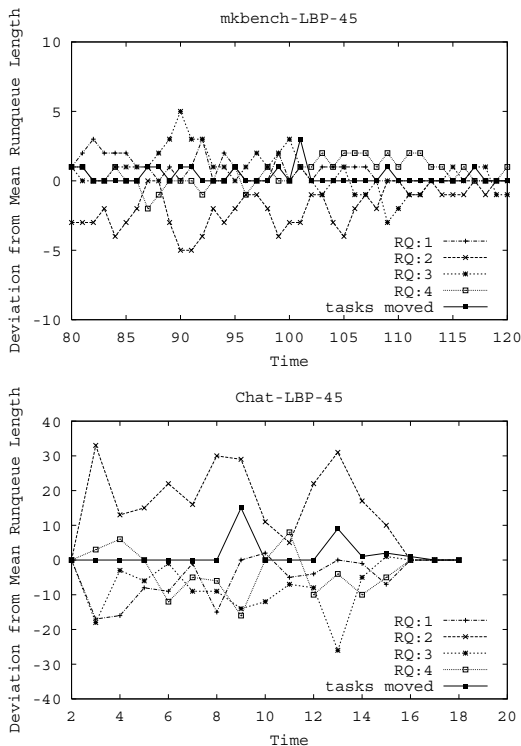 mkbench-LBP-45
Deviation from Mean Runqueue Length
10
5
0
-5
-10
RQ:1
RQ:2
RQ:3
RQ:4
tasks moved
80 85 90 95 100 105 110 115 120
Time
Chat-LBP-45
Deviation from Mean Runqueue Length
40
30
20
10
0
-10
-20
-30
-40
RQ:1
RQ:2
RQ:3
RQ:4
tasks moved
2 4 6 8 10 12 14 16 18 20
Time